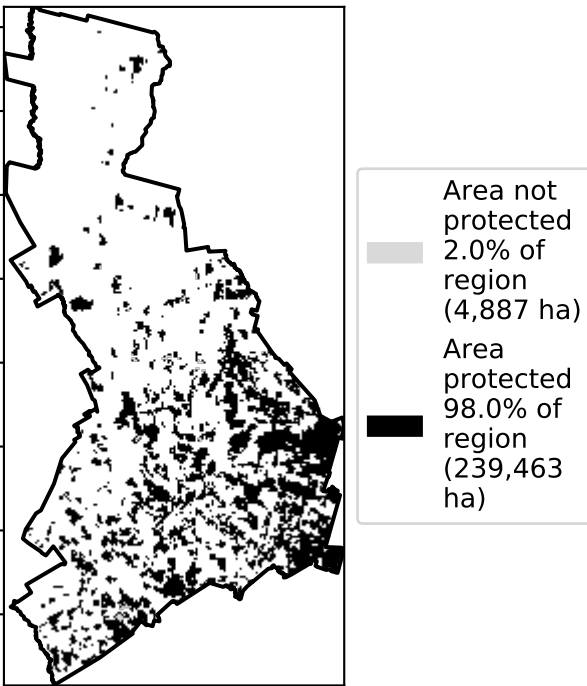 Area not
protected
2.0% of
region
(4,887 ha)
Area
protected
98.0% of
region
(239,463
ha)